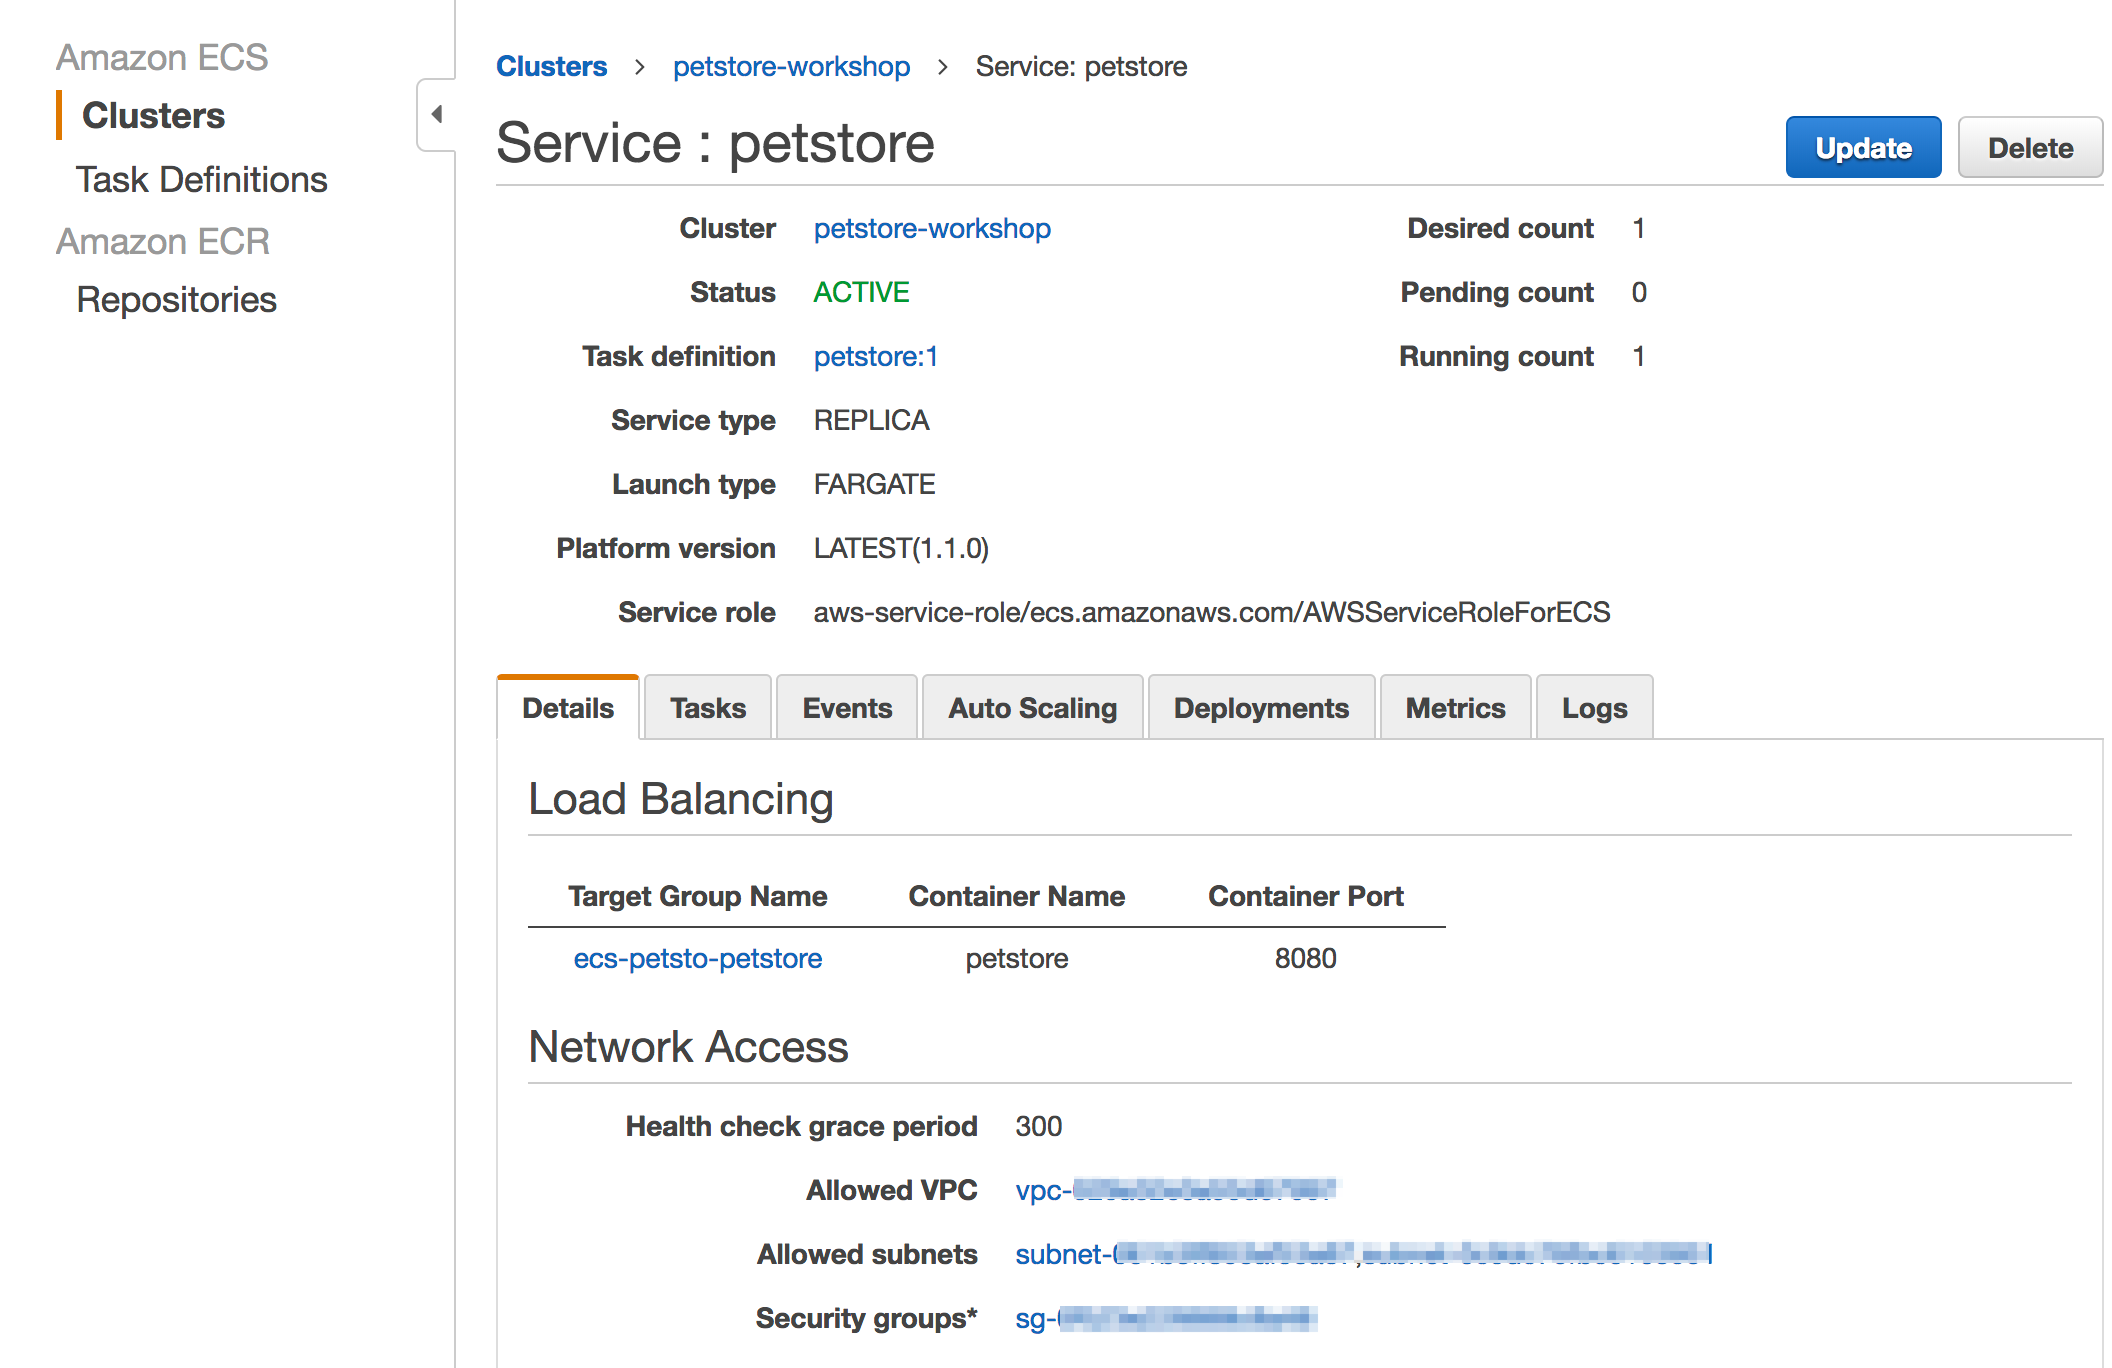 Amazon ECS
Clusters
Task Definitions
Amazon ECR
Repositories
Clusters > petstore-workshop > Service: petstore
Service : petstore
Update Delete
Cluster petstore-workshop Desired count 1
Status ACTIVE Pending count 0
Task definition petstore:1 Running count 1
Service type REPLICA
Launch type FARGATE
Platform version LATEST(1.1.0)
Service role aws-service-role/ecs.amazonaws.com/AWSServiceRoleForECS
Details Tasks Events Auto Scaling Deployments Metrics Logs
Load Balancing
Target Group Name Container Name Container Port
ecs-petsto-petstore petstore 8080
Network Access
Health check grace period 300
Allowed VPC vpc-
Allowed subnets subnet-
Security groups* sg-